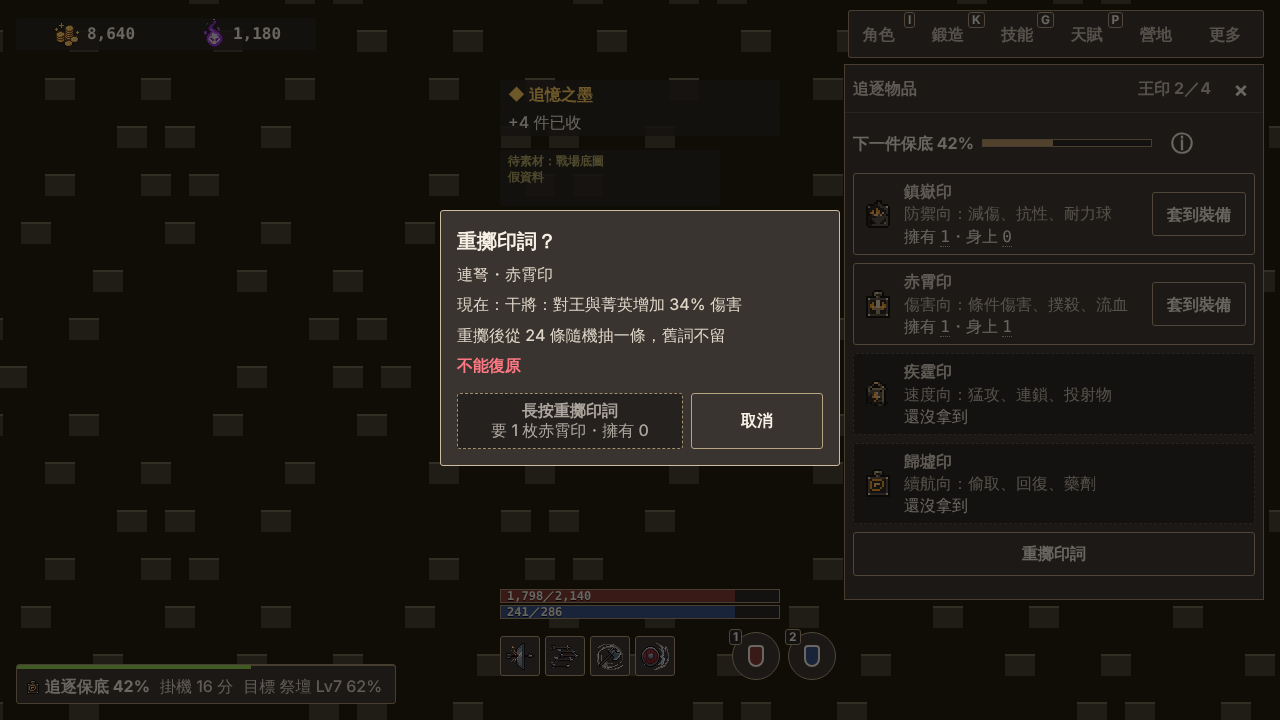 8,640
1,180
角色 I
鍛造 K
技能 G
天賦 P
營地
更多
◆ 追憶之墨
+4 件已收
待素材：戰場底圖
假資料
追逐物品
王印 2／4
×
下一件保底 42%
ⓘ
鎮嶽印
防禦向：減傷、抗性、耐力球
擁有 1・身上 0
套到裝備
赤霄印
傷害向：條件傷害、撲殺、流血
擁有 1・身上 1
套到裝備
疾霆印
速度向：猛攻、連鎖、投射物
還沒拿到
歸墟印
續航向：偷取、回復、藥劑
還沒拿到
重擲印詞
重擲印詞？
連弩・赤霄印
現在：干將：對王與菁英增加 34% 傷害
重擲後從 24 條隨機抽一條，舊詞不留
不能復原
長按重擲印詞
要 1 枚赤霄印・擁有 0
取消
1,798／2,140
241／286
1
2
追逐保底 42% 掛機 16 分 目標 祭壇 Lv7 62%